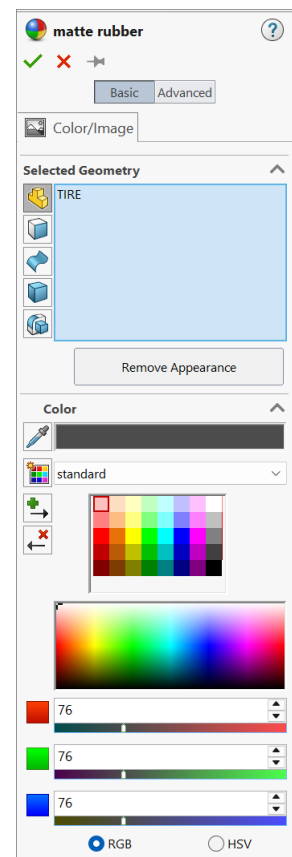 matte rubber
?
Basic Advanced
Color/Image
Selected Geometry
TIRE
Remove Appearance
Color
standard
76
76
76
RGB HSV